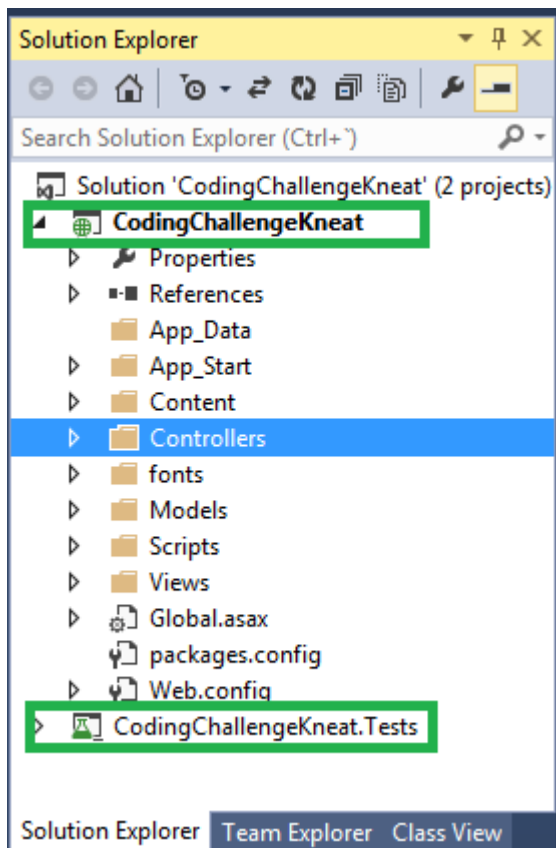 Solution Explorer
Search Solution Explorer (Ctrl+`)
Solution 'CodingChallengeKneat' (2 projects)
CodingChallengeKneat
Properties
References
App_Data
App_Start
Content
Controllers
fonts
Models
Scripts
Views
Global.asax
packages.config
Web.config
CodingChallengeKneat.Tests
Solution Explorer Team Explorer Class View